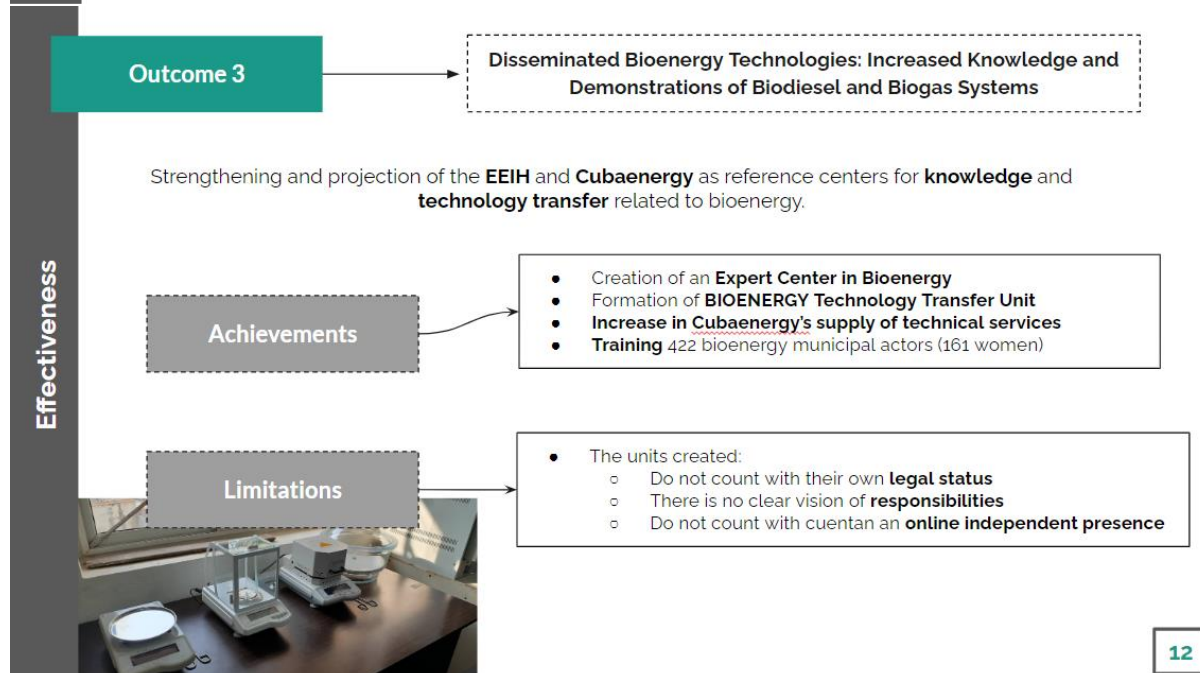 Effectiveness
Outcome 3
Disseminated Bioenergy Technologies: Increased Knowledge and
Demonstrations of Biodiesel and Biogas Systems
Strengthening and projection of the EEIH and Cubaenergy as reference centers for knowledge and
technology transfer related to bioenergy.
Achievements
● Creation of an Expert Center in Bioenergy
● Formation of BIOENERGY Technology Transfer Unit
● Increase in Cubaenergy's supply of technical services
● Training 422 bioenergy municipal actors (161 women)
Limitations
● The units created:
○ Do not count with their own legal status
○ There is no clear vision of responsibilities
○ Do not count with cuentan an online independent presence
12